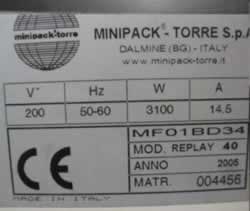 minipack-torre
MINIPACK®-TORRE S.p.A
DALMINE (BG) - ITALY
www.minipack-torre.it
V~ Hz W A
200 50-60 3100 14.5
CE
MF01BD34
MOD. REPLAY 40
ANNO 2005
MATR. 004456
MADE IN ITALY